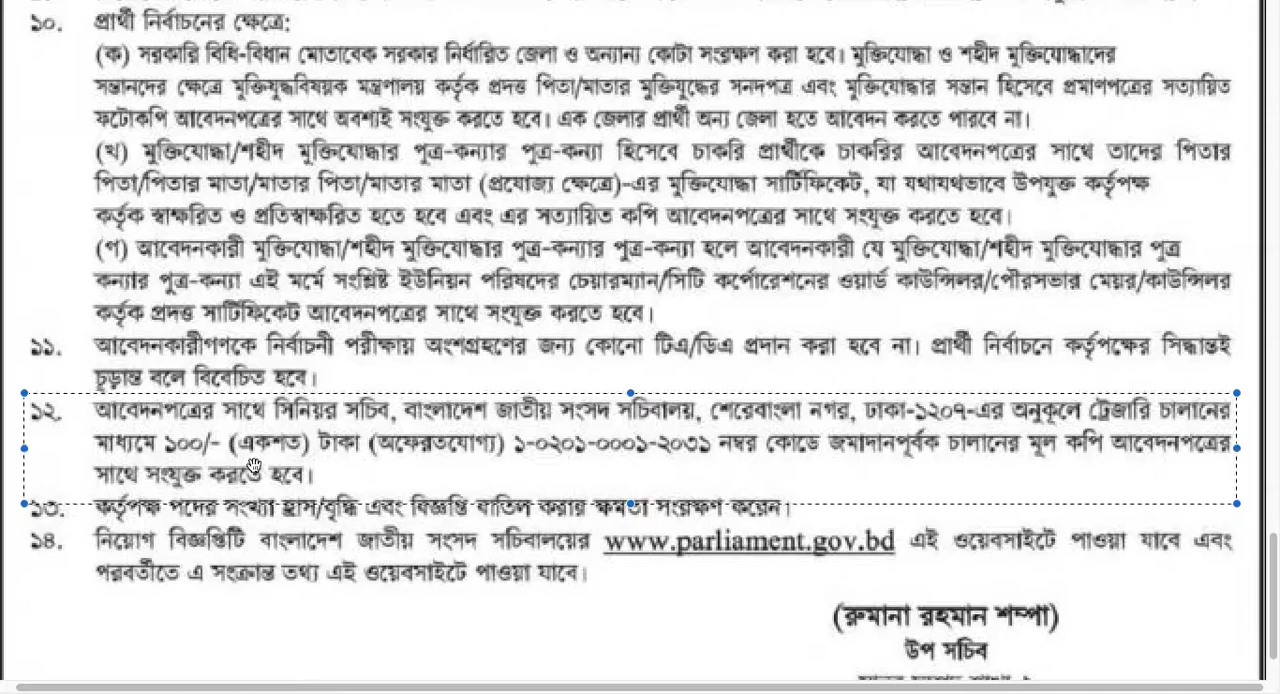 ১০. প্রার্থী নির্বাচনের ক্ষেত্রে:
(ক) সরকারি বিধি-বিধান মোতাবেক সরকার নির্ধারিত জেলা ও অন্যান্য কোটা সংরক্ষণ করা হবে। মুক্তিযোদ্ধা ও শহীদ মুক্তিযোদ্ধাদের
সন্তানদের ক্ষেত্রে মুক্তিযুদ্ধবিষয়ক মন্ত্রণালয় কর্তৃক প্রদত্ত পিতা/মাতার মুক্তিযুদ্ধের সনদপত্র এবং মুক্তিযোদ্ধার সন্তান হিসেবে প্রমাণপত্রের সত্যায়িত
ফটোকপি আবেদনপত্রের সাথে অবশ্যই সংযুক্ত করতে হবে। এক জেলার প্রার্থী অন্য জেলা হতে আবেদন করতে পারবে না।
(খ) মুক্তিযোদ্ধা/শহীদ মুক্তিযোদ্ধার পুত্র-কন্যার পুত্র-কন্যা হিসেবে চাকরি প্রার্থীকে চাকরির আবেদনপত্রের সাথে তাদের পিতার
পিতা/পিতার মাতা/মাতার পিতা/মাতার মাতা (প্রযোজ্য ক্ষেত্রে)-এর মুক্তিযোদ্ধা সার্টিফিকেট, যা যথাযথভাবে উপযুক্ত কর্তৃপক্ষ
কর্তৃক স্বাক্ষরিত ও প্রতিস্বাক্ষরিত হতে হবে এবং এর সত্যায়িত কপি আবেদনপত্রের সাথে সংযুক্ত করতে হবে।
(গ) আবেদনকারী মুক্তিযোদ্ধা/শহীদ মুক্তিযোদ্ধার পুত্র-কন্যার পুত্র-কন্যা হলে আবেদনকারী যে মুক্তিযোদ্ধা/শহীদ মুক্তিযোদ্ধার পুত্র
কন্যার পুত্র-কন্যা এই মর্মে সংশ্লিষ্ট ইউনিয়ন পরিষদের চেয়ারম্যান/সিটি কর্পোরেশনের ওয়ার্ড কাউন্সিলর/পৌরসভার মেয়র/কাউন্সিলর
কর্তৃক প্রদত্ত সার্টিফিকেট আবেদনপত্রের সাথে সংযুক্ত করতে হবে।
১১. আবেদনকারীগণকে নির্বাচনী পরীক্ষায় অংশগ্রহণের জন্য কোনো টিএ/ডিএ প্রদান করা হবে না। প্রার্থী নির্বাচনে কর্তৃপক্ষের সিদ্ধান্তই
চূড়ান্ত বলে বিবেচিত হবে।
১২. আবেদনপত্রের সাথে সিনিয়র সচিব, বাংলাদেশ জাতীয় সংসদ সচিবালয়, শেরেবাংলা নগর, ঢাকা-১২০৭-এর অনুকূলে ট্রেজারি চালানের
মাধ্যমে ১০০/- (একশত) টাকা (অফেরতযোগ্য) ১-০২০১-০০০১-২০৩১ নম্বর কোডে জমাদানপূর্বক চালানের মূল কপি আবেদনপত্রের
সাথে সংযুক্ত করতে হবে।
১৩. কর্তৃপক্ষ পদের সংখ্যা হ্রাস/বৃদ্ধি এবং বিজ্ঞপ্তি বাতিল করার ক্ষমতা সংরক্ষণ করেন।
১৪. নিয়োগ বিজ্ঞপ্তিটি বাংলাদেশ জাতীয় সংসদ সচিবালয়ের www.parliament.gov.bd এই ওয়েবসাইটে পাওয়া যাবে এবং
পরবর্তীতে এ সংক্রান্ত তথ্য এই ওয়েবসাইটে পাওয়া যাবে।
(রুমানা রহমান শম্পা)
উপ সচিব